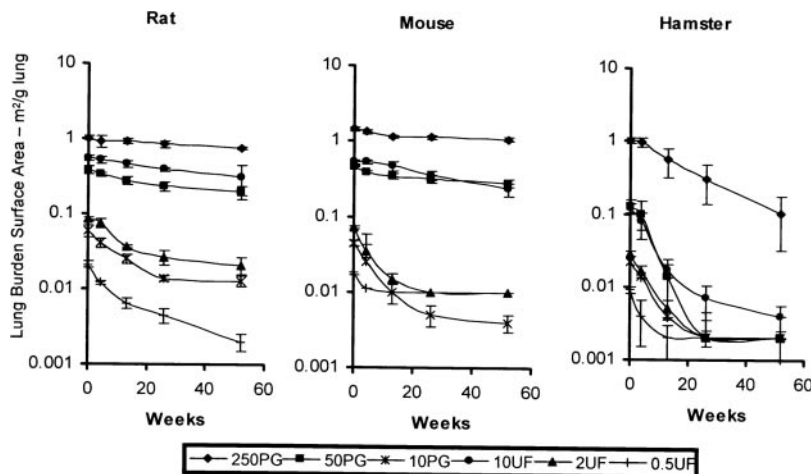 Rat
Mouse
Hamster
Lung Burden Surface Area – m²/g lung
10
1
0.1
0.01
0.001
0
20
40
60
Weeks
10
1
0.1
0.01
0.001
0
20
40
60
Weeks
10
1
0.1
0.01
0.001
0
20
40
60
Weeks
250PG
50PG
10PG
10UF
2UF
0.5UF